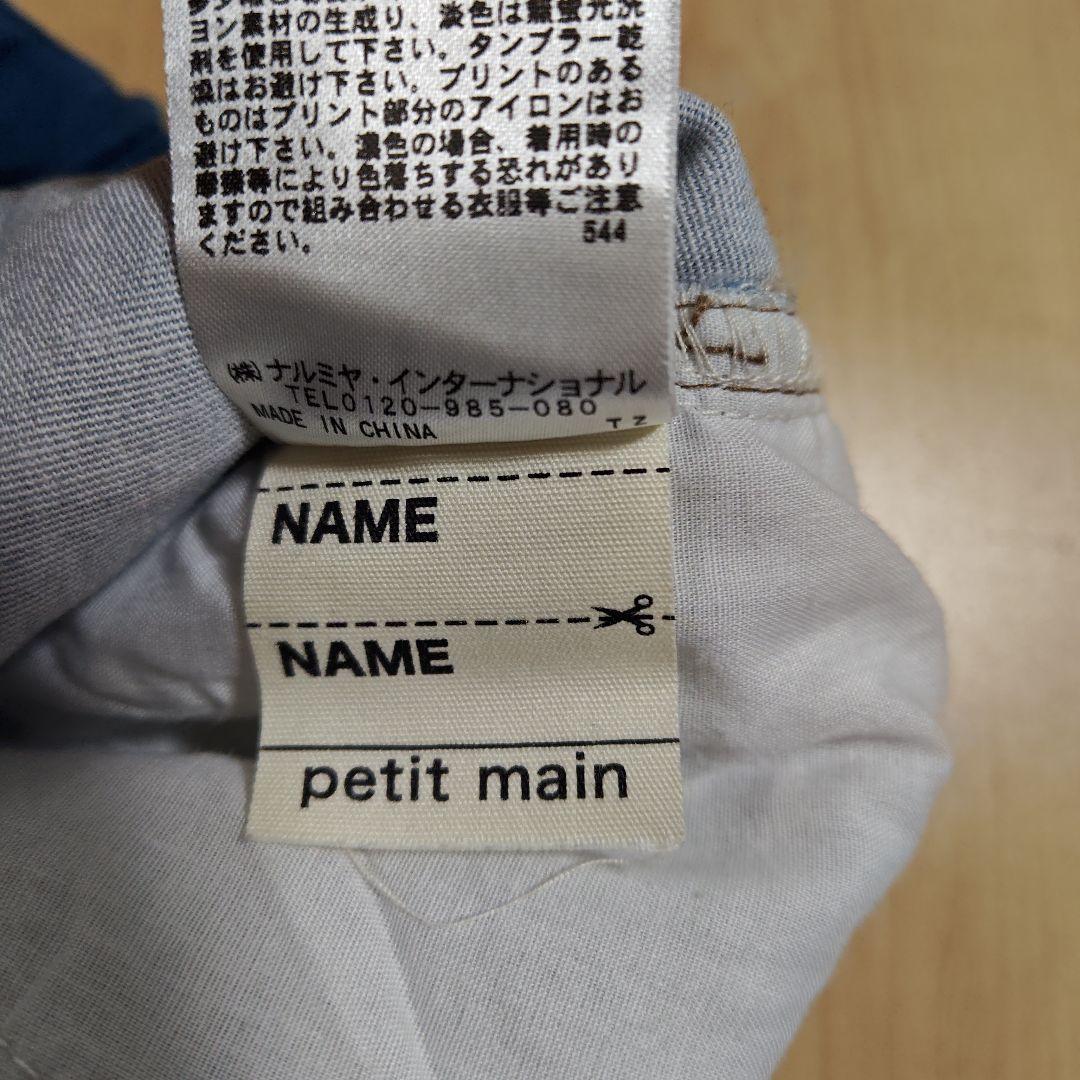 ヨン素材の生成り、淡色は無蛍光洗
剤を使用して下さい。タンブラー乾
燥はお避け下さい。プリントのある
ものはプリント部分のアイロンはお
避け下さい。濃色の場合、着用時の
摩擦等により色落ちする恐れがあり
ますので組み合わせる衣服等ご注意
ください。 544
㈱ナルミヤ・インターナショナル
TEL0120-985-080
MADE IN CHINA TZ
NAME
NAME
petit main